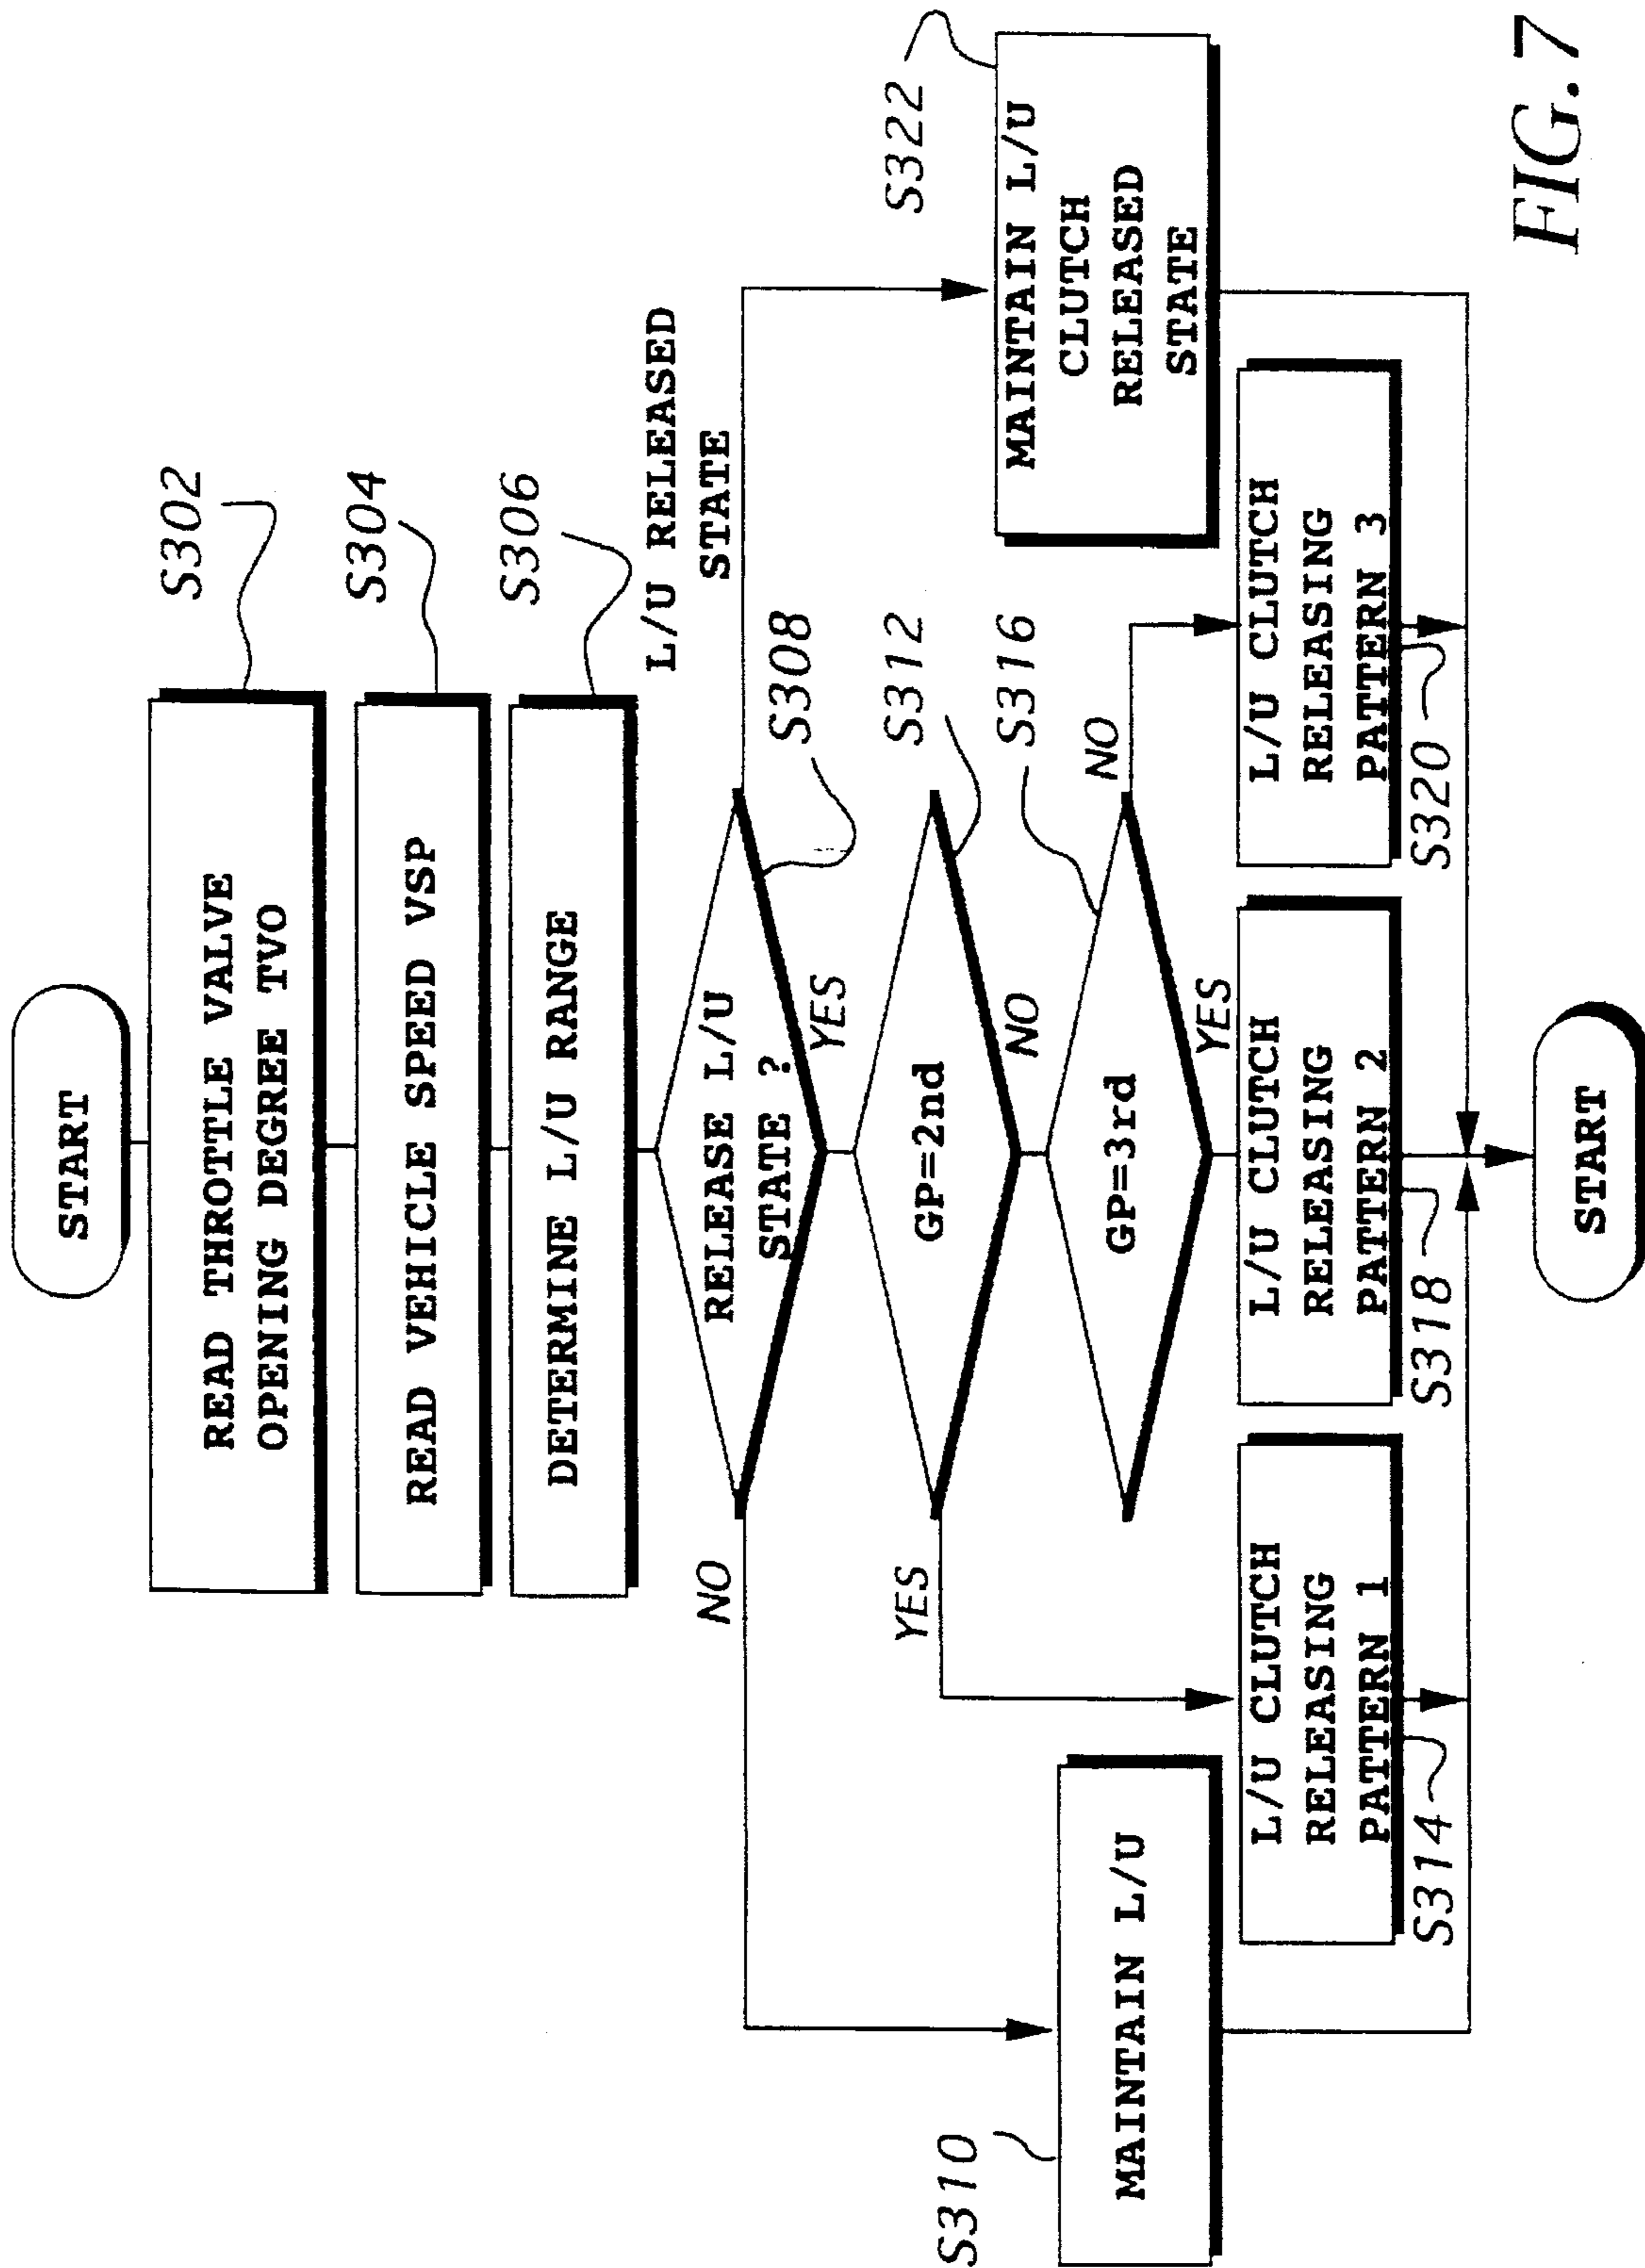 START
READ THROTTLE VALVE
OPENING DEGREE TVO
S302
READ VEHICLE SPEED VSP
S304
DETERMINE L/U RANGE
S306
L/U RELEASED
STATE
RELEASE L/U
STATE ?
S308
NO
YES
GP=2nd
S312
YES
NO
GP=3rd
S316
NO
YES
S310
MAINTAIN L/U
MAINTAIN L/U
CLUTCH
RELEASED
STATE
S322
L/U CLUTCH
RELEASING
PATTERN 1
S314
L/U CLUTCH
RELEASING
PATTERN 2
S318
L/U CLUTCH
RELEASING
PATTERN 3
S320
START
FIG.7